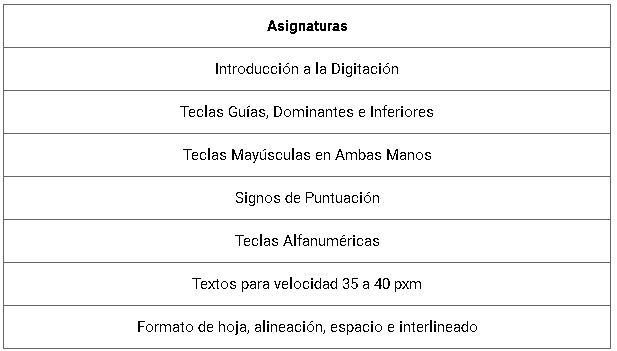 Asignaturas
Introducción a la Digitación
Teclas Guías, Dominantes e Inferiores
Teclas Mayúsculas en Ambas Manos
Signos de Puntuación
Teclas Alfanuméricas
Textos para velocidad 35 a 40 pxm
Formato de hoja, alineación, espacio e interlineado